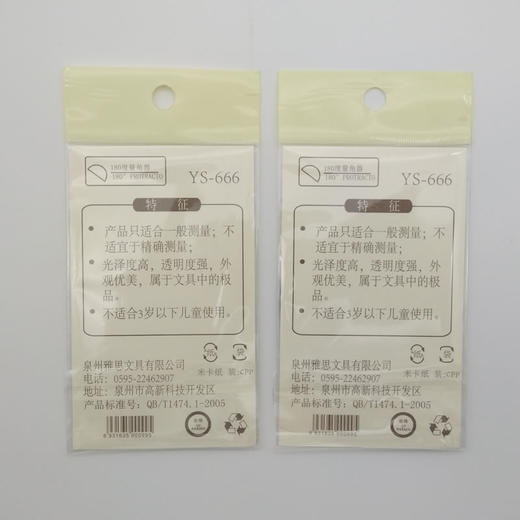 180度量角器
180° PROTRACTO
YS-666
特 征
产品只适合一般测量；不
适宜于精确测量；
光泽度高，透明度强，外
观优美，属于文具中的极
品。
不适合3岁以下儿童使用。
米卡纸 装:CPP
泉州雅思文具有限公司
电话：0595-22462907
地址：泉州市高新科技开发区
产品标准号：QB/T1474.1-2005
6 931835 900995
180度量角器
180° PROTRACTO
YS-666
特 征
产品只适合一般测量；不
适宜于精确测量；
光泽度高，透明度强，外
观优美，属于文具中的极
品。
不适合3岁以下儿童使用。
米卡纸 装:CPP
泉州雅思文具有限公司
电话：0595-22462907
地址：泉州市高新科技开发区
产品标准号：QB/T1474.1-2005